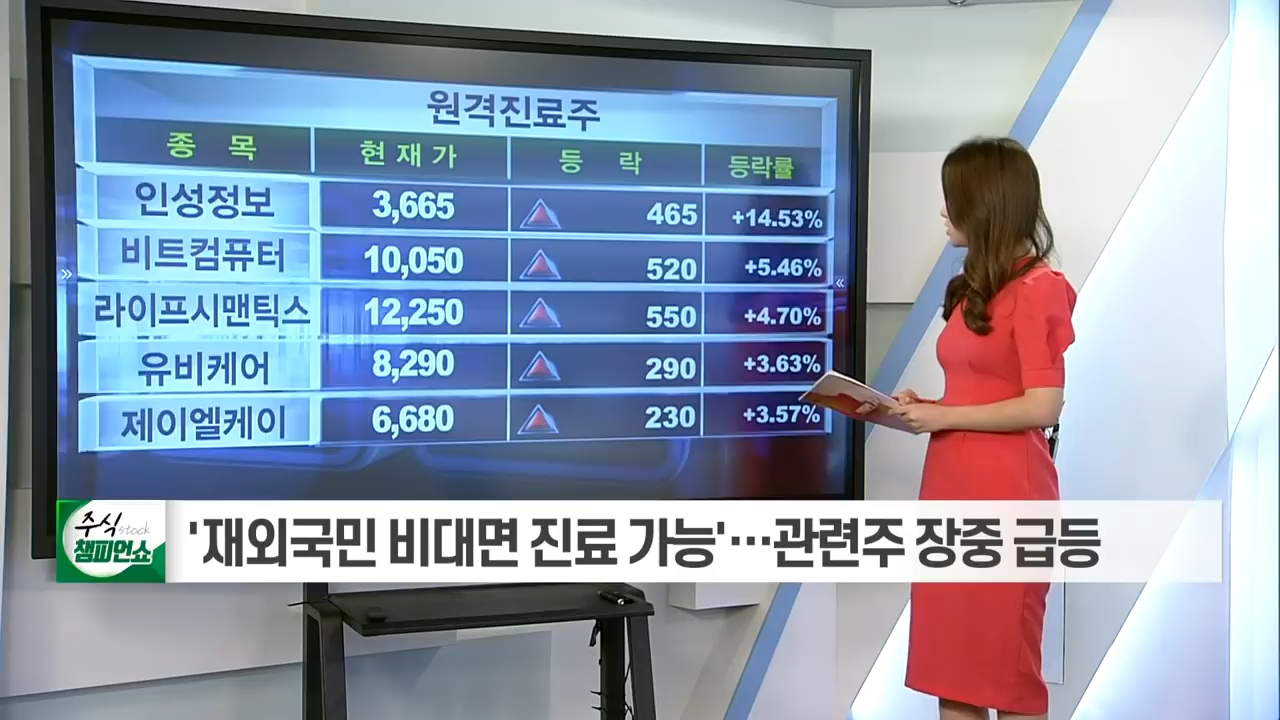 원격진료주
종 목 현 재 가 등 락 등락률
인성정보 3,665 465 +14.53%
비트컴퓨터 10,050 520 +5.46%
라이프시맨틱스 12,250 550 +4.70%
유비케어 8,290 290 +3.63%
제이엘케이 6,680 230 +3.57%
주식 stock
챔피언쇼
'재외국민 비대면 진료 가능'…관련주 장중 급등